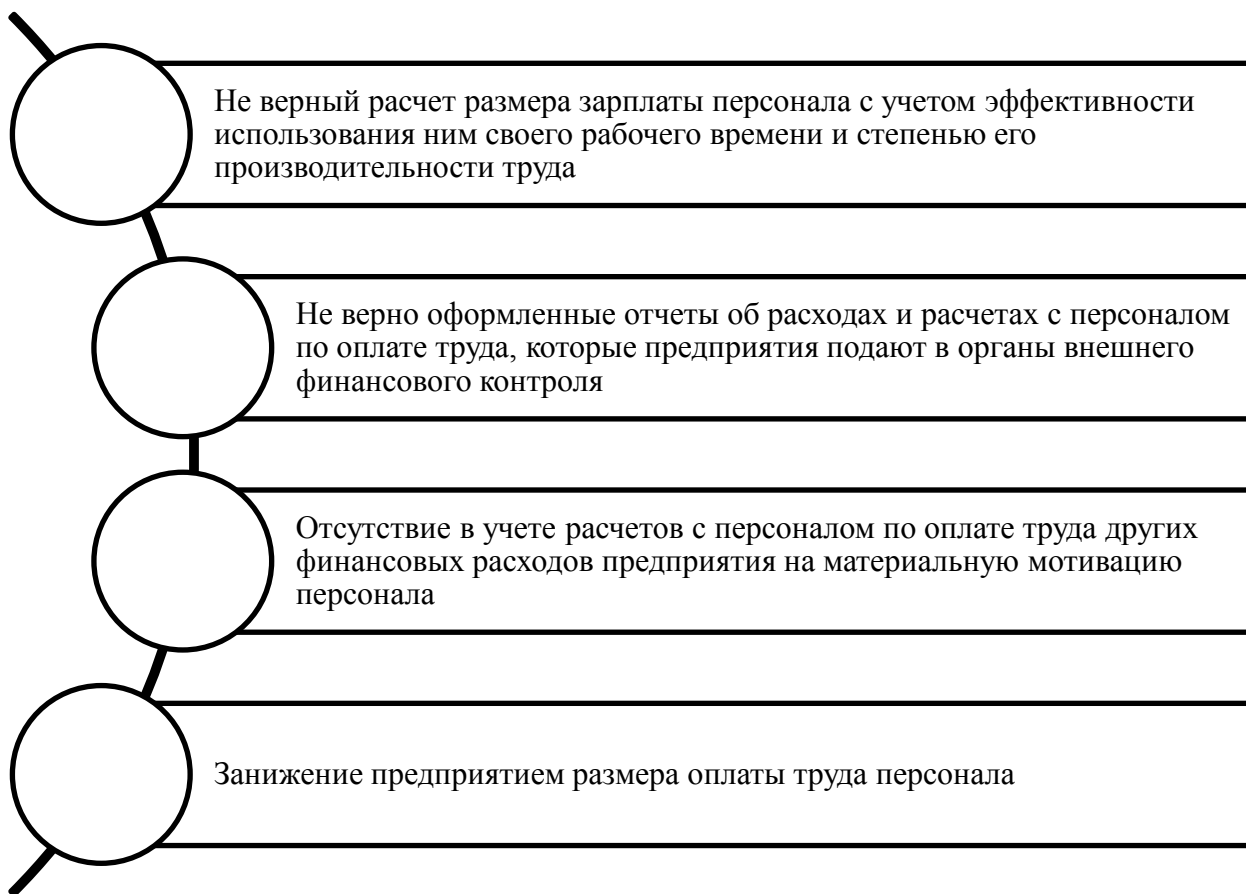 Не верный расчет размера зарплаты персонала с учетом эффективности
использования ним своего рабочего времени и степенью его
производительности труда
Не верно оформленные отчеты об расходах и расчетах с персоналом
по оплате труда, которые предприятия подают в органы внешнего
финансового контроля
Отсутствие в учете расчетов с персоналом по оплате труда других
финансовых расходов предприятия на материальную мотивацию
персонала
Занижение предприятием размера оплаты труда персонала